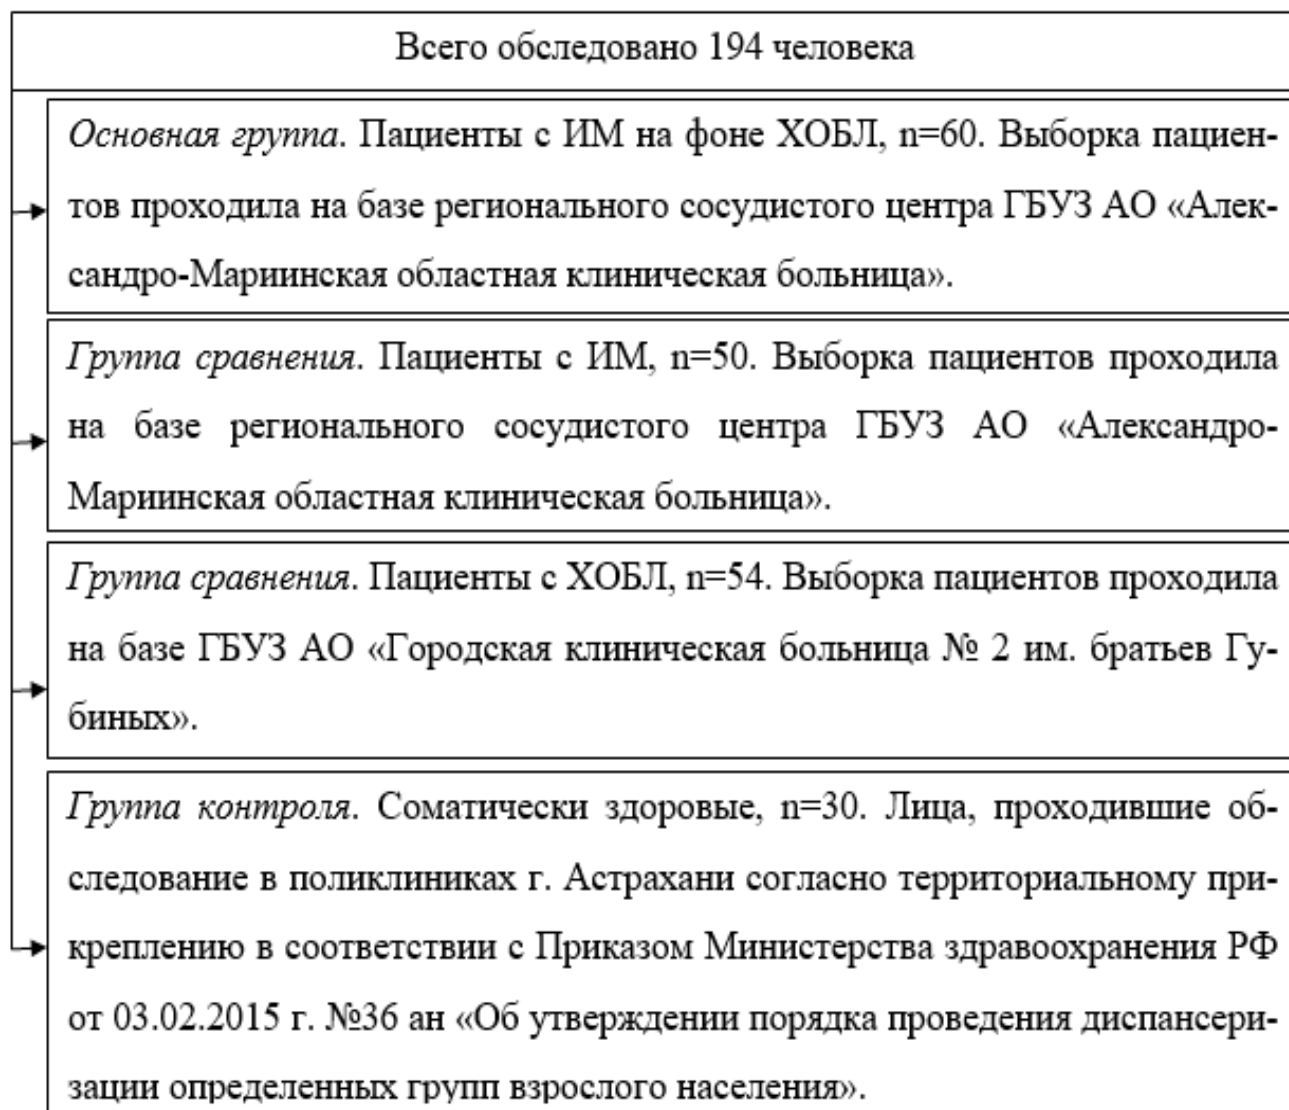 Всего обследовано 194 человека
Основная группа. Пациенты с ИМ на фоне ХОБЛ, n=60. Выборка пациен-
тов проходила на базе регионального сосудистого центра ГБУЗ АО «Алек-
сандро-Мариинская областная клиническая больница».
Группа сравнения. Пациенты с ИМ, n=50. Выборка пациентов проходила
на базе регионального сосудистого центра ГБУЗ АО «Александро-
Мариинская областная клиническая больница».
Группа сравнения. Пациенты с ХОБЛ, n=54. Выборка пациентов проходила
на базе ГБУЗ АО «Городская клиническая больница № 2 им. братьев Гу-
биных».
Группа контроля. Соматически здоровые, n=30. Лица, проходившие об-
следование в поликлиниках г. Астрахани согласно территориальному при-
креплению в соответствии с Приказом Министерства здравоохранения РФ
от 03.02.2015 г. №36 ан «Об утверждении порядка проведения диспансери-
зации определенных групп взрослого населения».